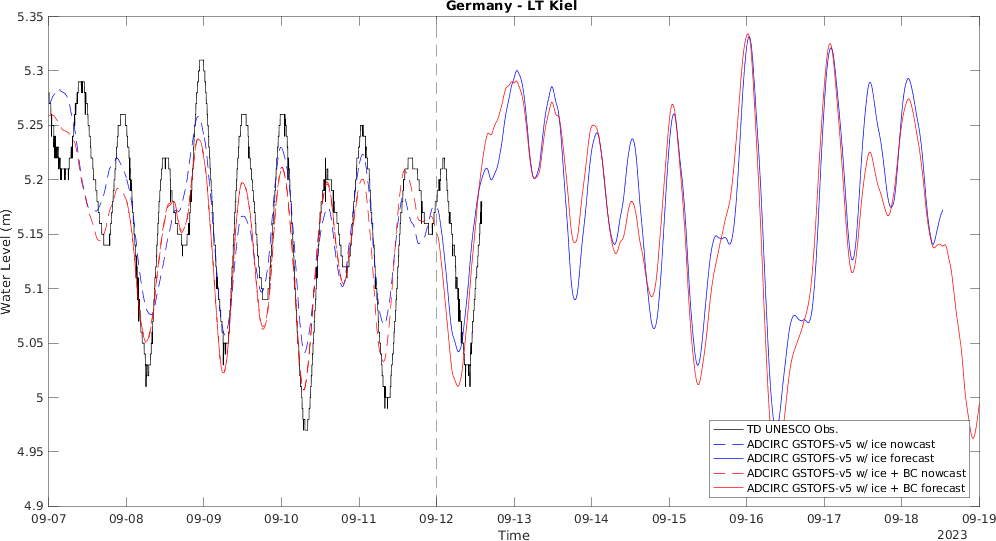 Germany - LT Kiel
5.35
5.3
5.25
5.2
5.15
5.1
5.05
5
4.95
4.9
Water Level (m)
09-07 09-08 09-09 09-10 09-11 09-12 09-13 09-14 09-15 09-16 09-17 09-18 09-19
Time
2023
TD UNESCO Obs.
ADCIRC GSTOFS-v5 w/ ice nowcast
ADCIRC GSTOFS-v5 w/ ice forecast
ADCIRC GSTOFS-v5 w/ ice + BC nowcast
ADCIRC GSTOFS-v5 w/ ice + BC forecast